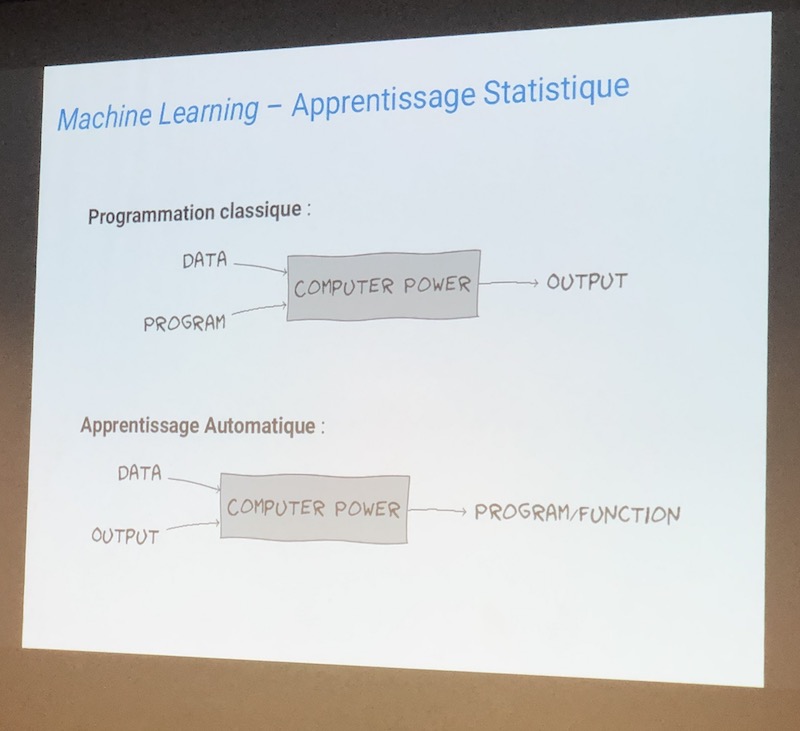 Machine Learning – Apprentissage Statistique
Programmation classique :
DATA
COMPUTER POWER
OUTPUT
PROGRAM
Apprentissage Automatique :
DATA
COMPUTER POWER
PROGRAM/FUNCTION
OUTPUT